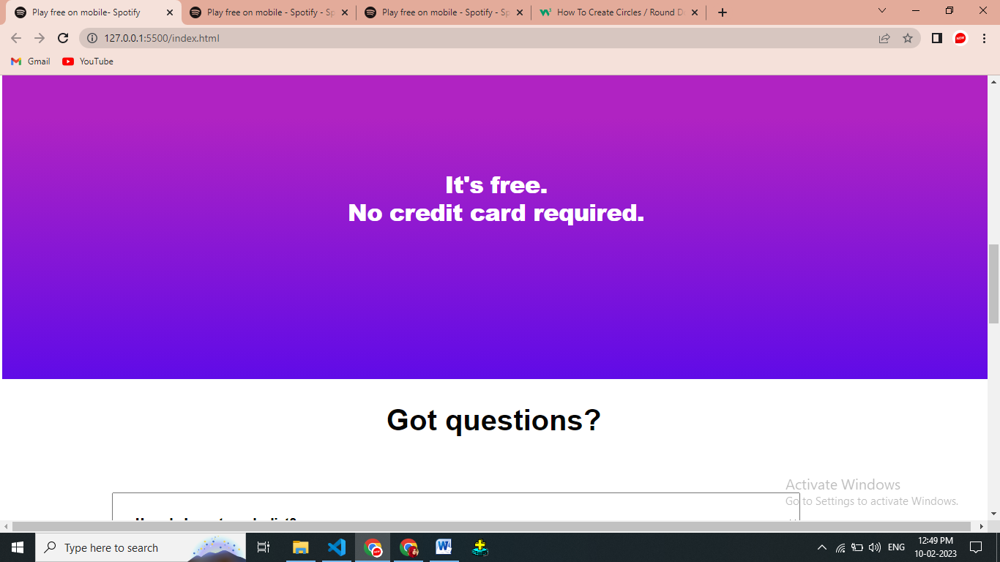 Play free on mobile- Spotify
Play free on mobile - Spotify - Sp
Play free on mobile - Spotify - Sp
How To Create Circles / Round D
127.0.0.1:5500/index.html
NEW
Gmail
YouTube
It's free.
No credit card required.
Got questions?
Activate Windows
Go to Settings to activate Windows.
Type here to search
ENG
12:49 PM
10-02-2023